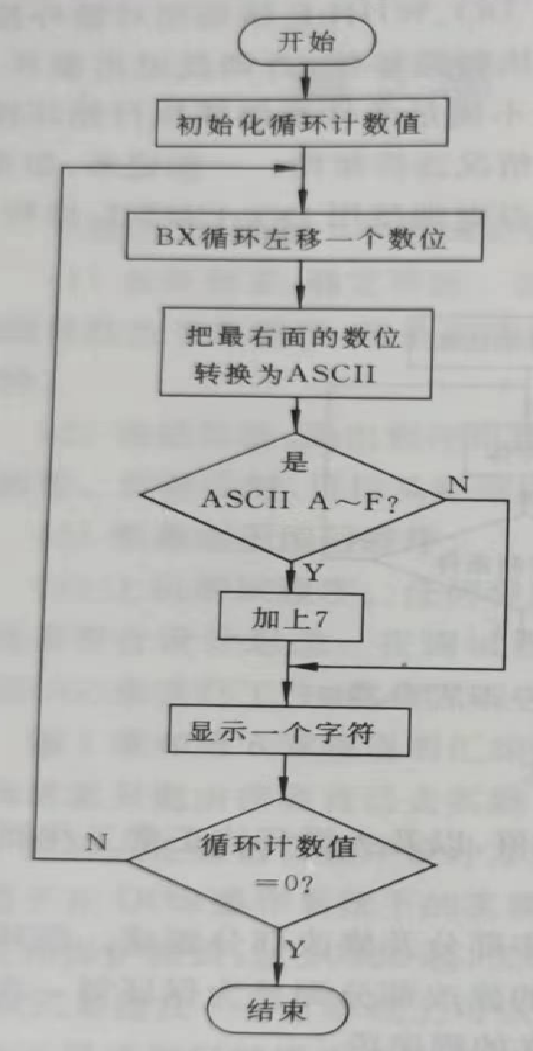 开始
初始化循环计数值
BX循环左移一个数位
把最右面的数位
转换为ASCII
是
ASCII A～F?
N
Y
加上7
显示一个字符
N
循环计数值
=0?
Y
结束